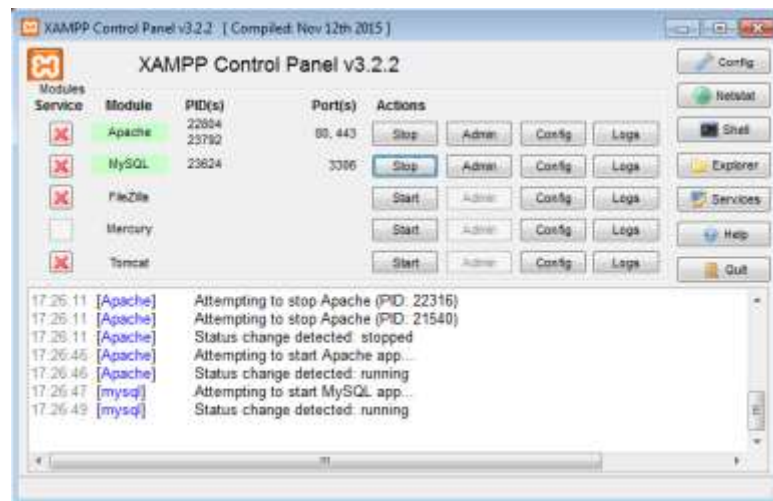 XAMPP Control Panel v3.2.2 [ Compiled: Nov 12th 2015 ]
XAMPP Control Panel v3.2.2
Config
Modules
Service Module PID(s) Port(s) Actions
Netstat
Apache 22804 23792 80, 443 Stop Admin Config Logs
Shell
MySQL 23624 3306 Stop Admin Config Logs
Explorer
FileZilla Start Admin Config Logs
Services
Mercury Start Admin Config Logs
Help
Tomcat Start Admin Config Logs
Quit
17:26:11 [Apache] Attempting to stop Apache (PID: 22316)
17:26:11 [Apache] Attempting to stop Apache (PID: 21540)
17:26:11 [Apache] Status change detected: stopped
17:26:46 [Apache] Attempting to start Apache app...
17:26:46 [Apache] Status change detected: running
17:26:47 [mysql] Attempting to start MySQL app...
17:26:49 [mysql] Status change detected: running